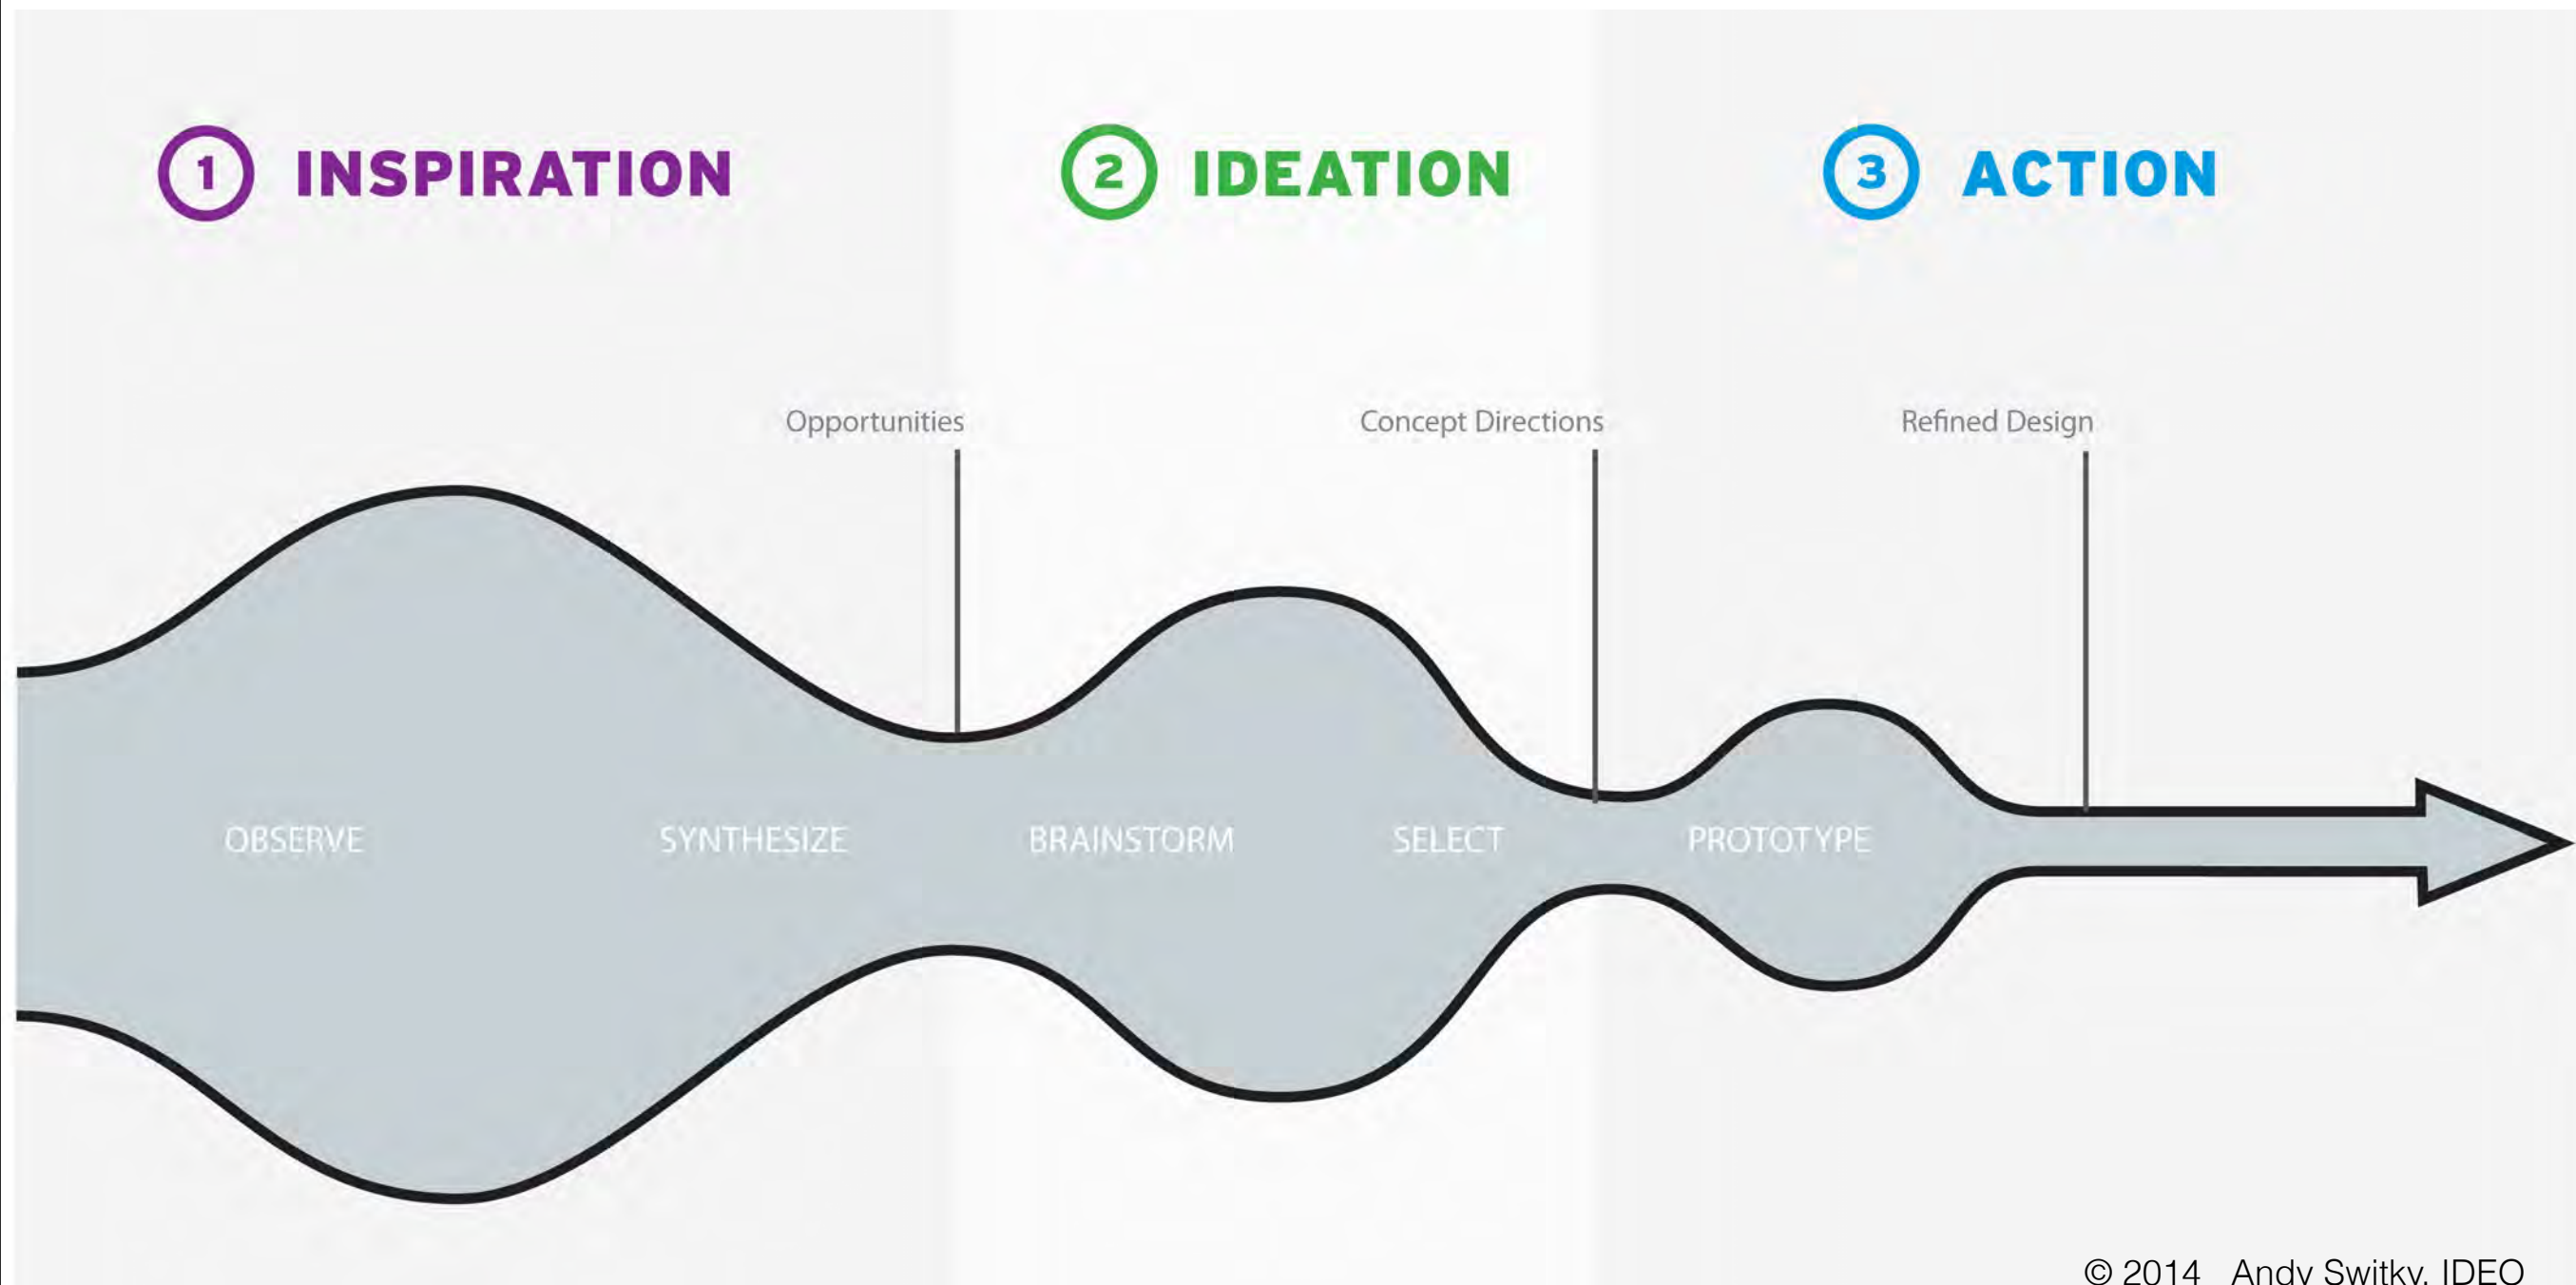 1 INSPIRATION
2 IDEATION
3 ACTION
Opportunities
Concept Directions
Refined Design
OBSERVE
SYNTHESIZE
BRAINSTORM
SELECT
PROTOTYPE
© 2014 Andy Switky, IDEO